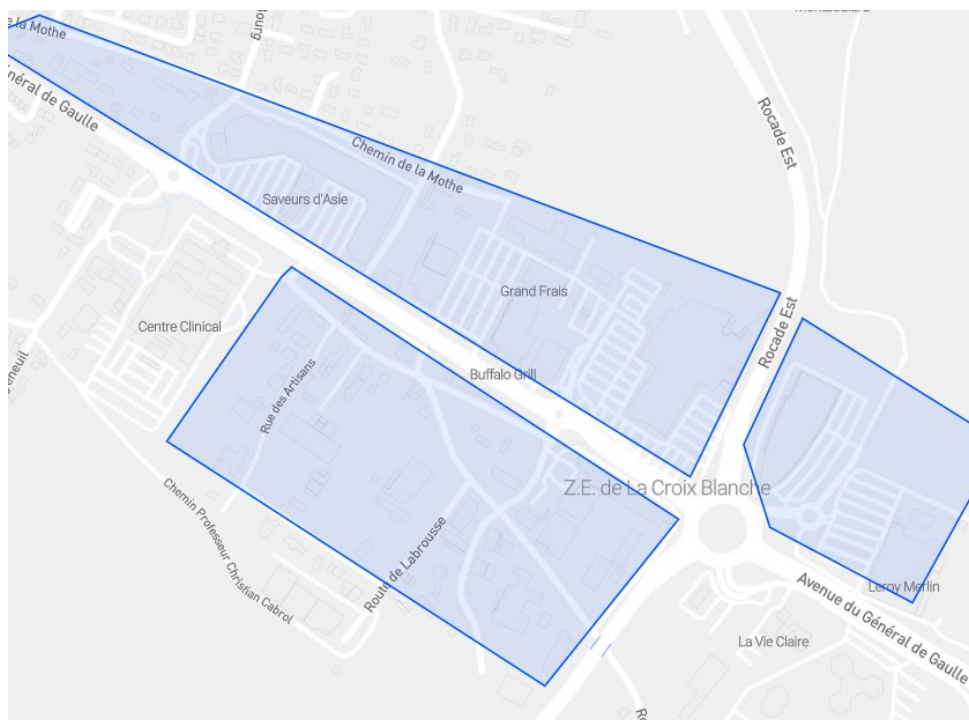 de la Mothe
Rocade Est
Général de Gaulle
Chemin de la Mothe
Saveurs d'Asie
Grand Frais
Rocade Est
Centre Clinical
Buffalo Grill
Rue des Artisans
Z.E. de La Croix Blanche
Chemin Professeur Christian Cabrol
Route de Labrousse
Leroy Merlin
Avenue du Général de Gaulle
La Vie Claire